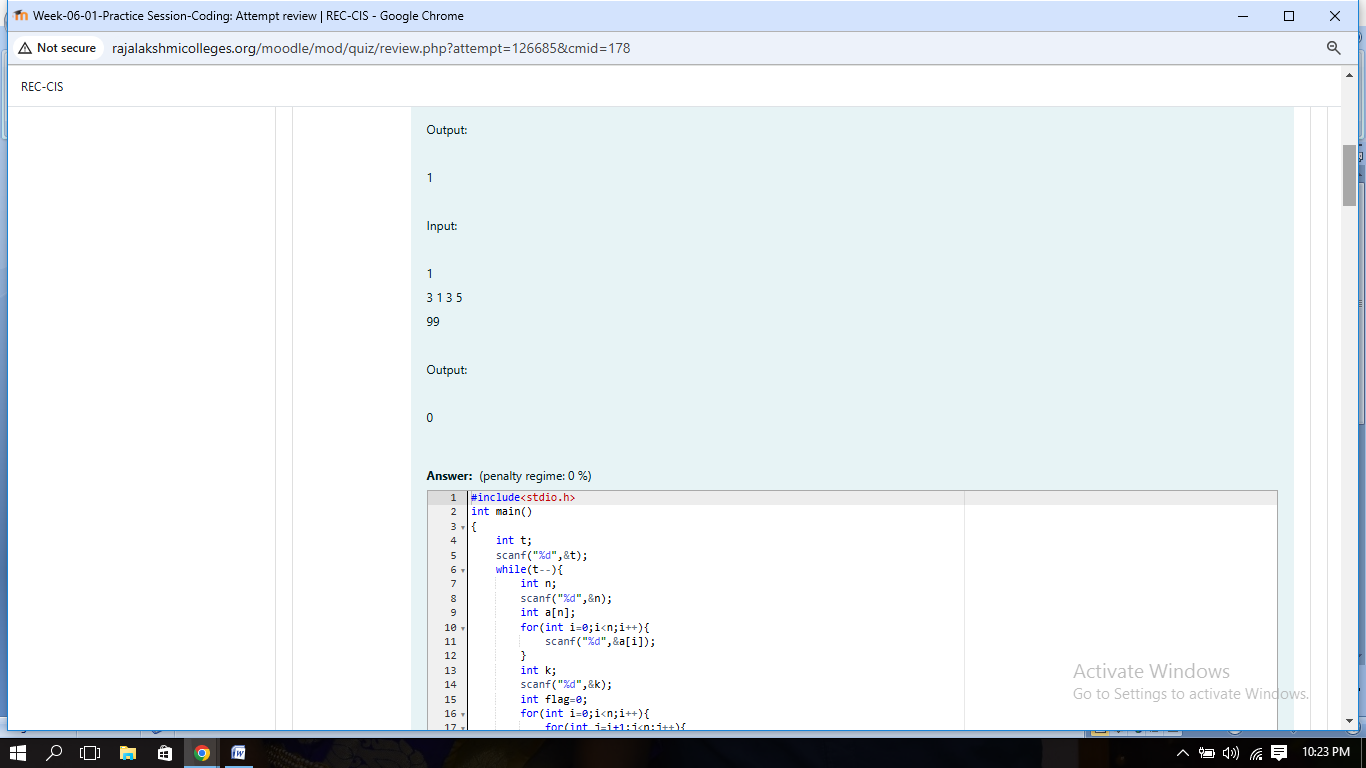 Week-06-01-Practice Session-Coding: Attempt review | REC-CIS - Google Chrome
Not secure rajalakshmicolleges.org/moodle/mod/quiz/review.php?attempt=126685&cmid=178
REC-CIS
Output:
1
Input:
1
3 1 3 5
99
Output:
0
Answer: (penalty regime: 0 %)
1 #include<stdio.h>
2 int main()
3 {
4 int t;
5 scanf("%d",&t);
6 while(t--){
7 int n;
8 scanf("%d",&n);
9 int a[n];
10 for(int i=0;i<n;i++){
11 scanf("%d",&a[i]);
12 }
13 int k;
14 scanf("%d",&k);
15 int flag=0;
16 for(int i=0;i<n;i++){
17 for(int j=i+1;j<n;j++){
Activate Windows
Go to Settings to activate Windows.
10:23 PM